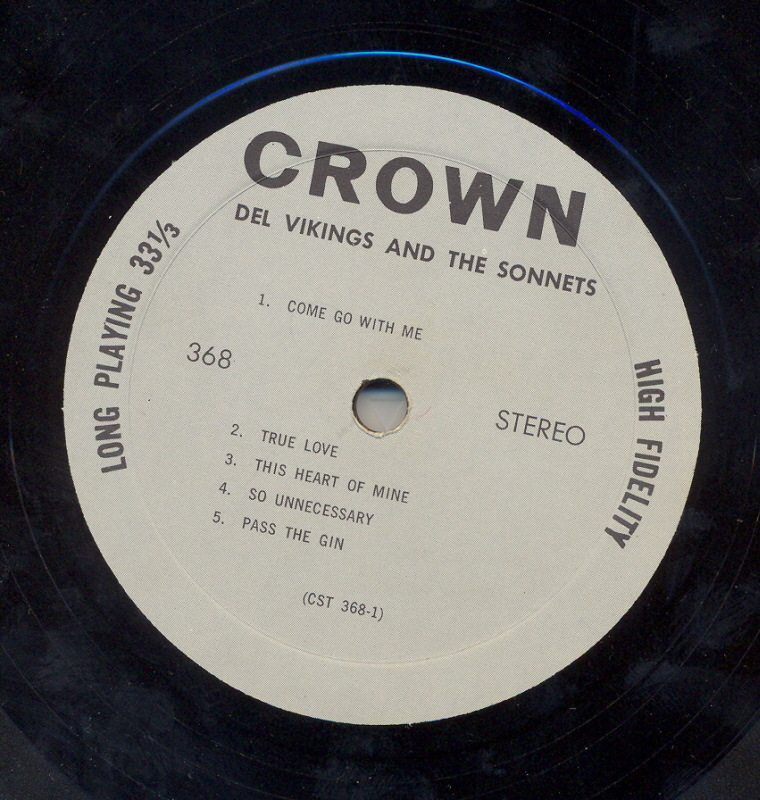 CROWN
DEL VIKINGS AND THE SONNETS
LONG PLAYING 33⅓
1. COME GO WITH ME
368
STEREO
HIGH FIDELITY
2. TRUE LOVE
3. THIS HEART OF MINE
4. SO UNNECESSARY
5. PASS THE GIN
(CST 368-1)